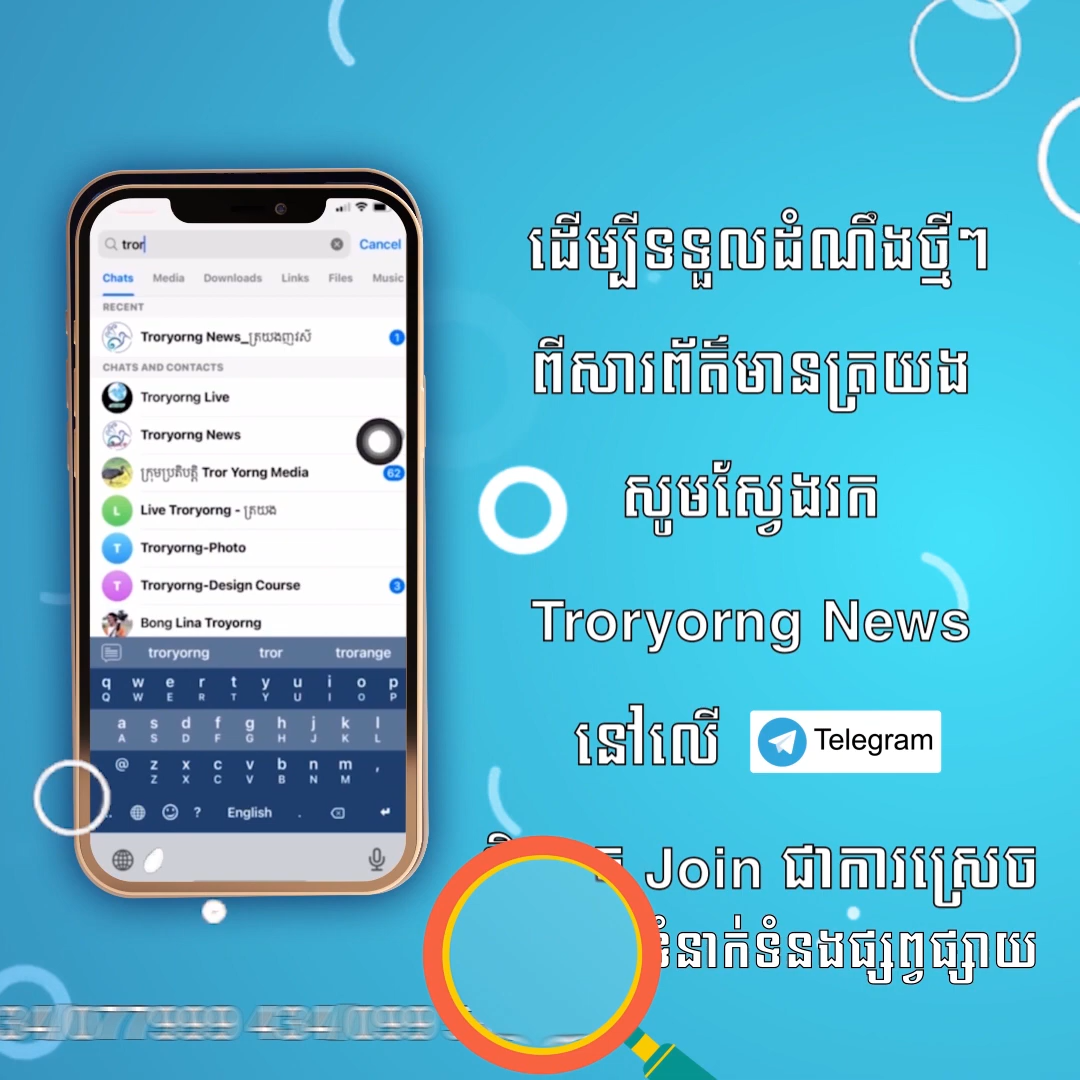 tror
Cancel
Chats Media Downloads Links Files Music
RECENT
Troryorng News_ត្រយងញូវស៍
1
CHATS AND CONTACTS
Troryorng Live
Troryorng News
ក្រុមប្រតិបត្តិ Tror Yorng Media
62
L
Live Troryorng - ត្រយង
T
Troryorng-Photo
T
Troryorng-Design Course
3
Bong Lina Troyorng
troryorng tror trorange
q w e r t y u i o p
Q W E R T Y U I O P
a s d f g h j k l
A S D F G H J K L
@ z x c v b n m ,
Z X C V B N M
? English .
ដើម្បីទទួលដំណឹងថ្មីៗ
ពីសារព័ត៌មានត្រយង
សូមស្វែងរក
Troryorng News
នៅលើ Telegram
Join ជាការស្រេច
ទំនាក់ទំនងផ្សព្វផ្សាយ